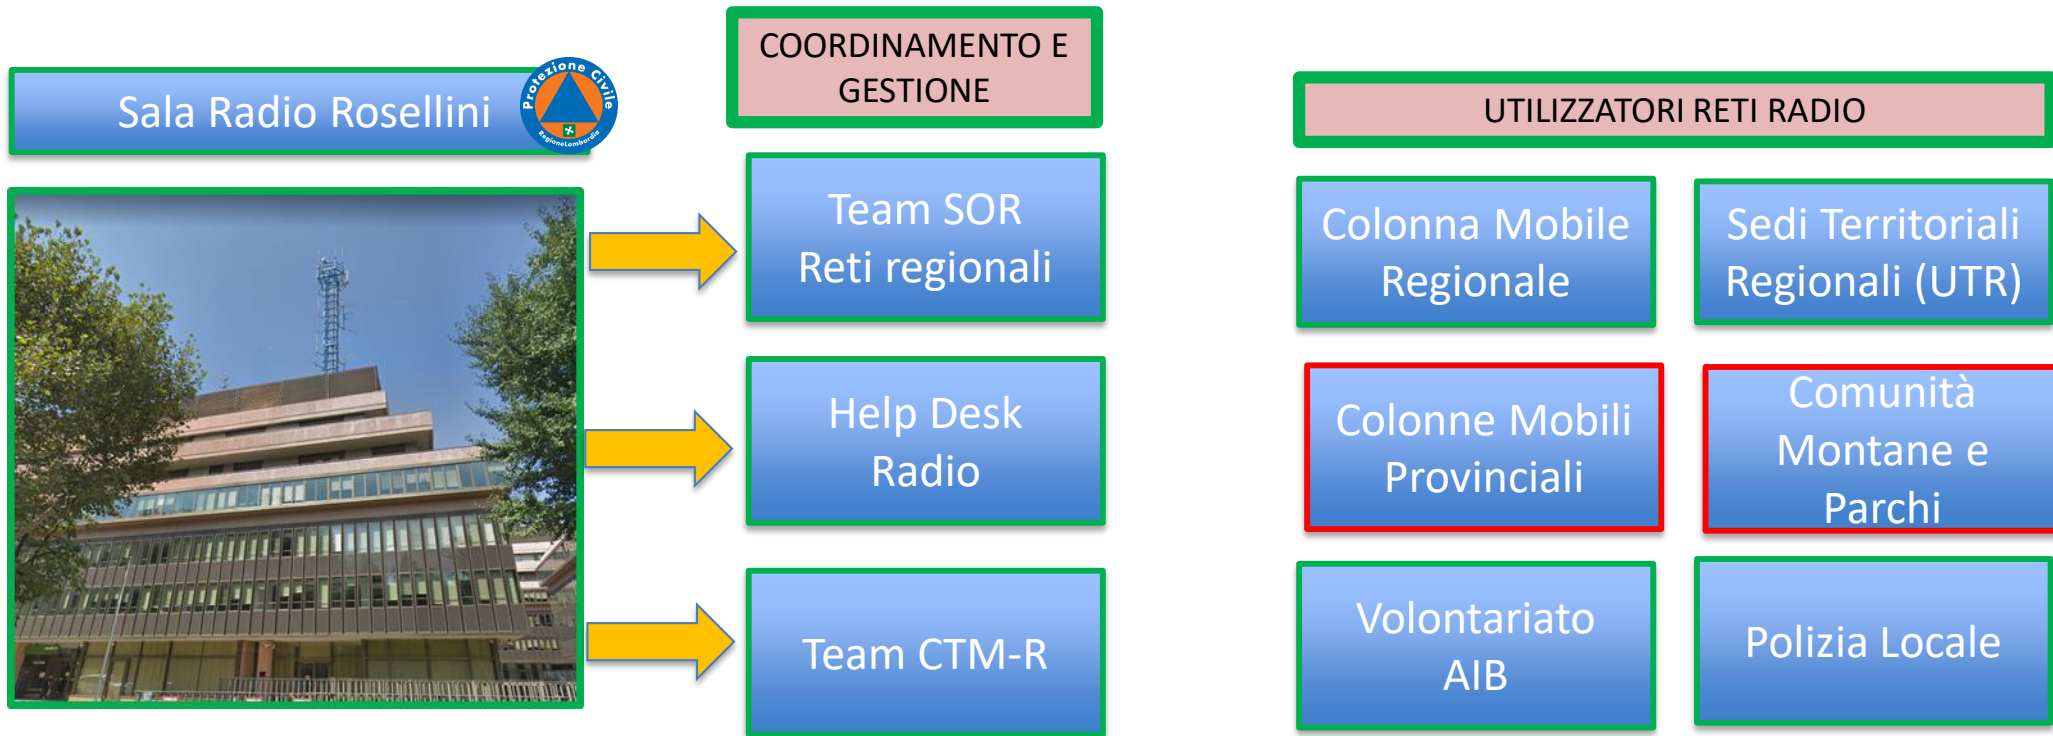 Sala Radio Rosellini
Protezione Civile
RegioneLombardia
COORDINAMENTO E
GESTIONE
Team SOR
Reti regionali
Help Desk
Radio
Team CTM-R
UTILIZZATORI RETI RADIO
Colonna Mobile
Regionale
Sedi Territoriali
Regionali (UTR)
Colonne Mobili
Provinciali
Comunità
Montane e
Parchi
Volontariato
AIB
Polizia Locale